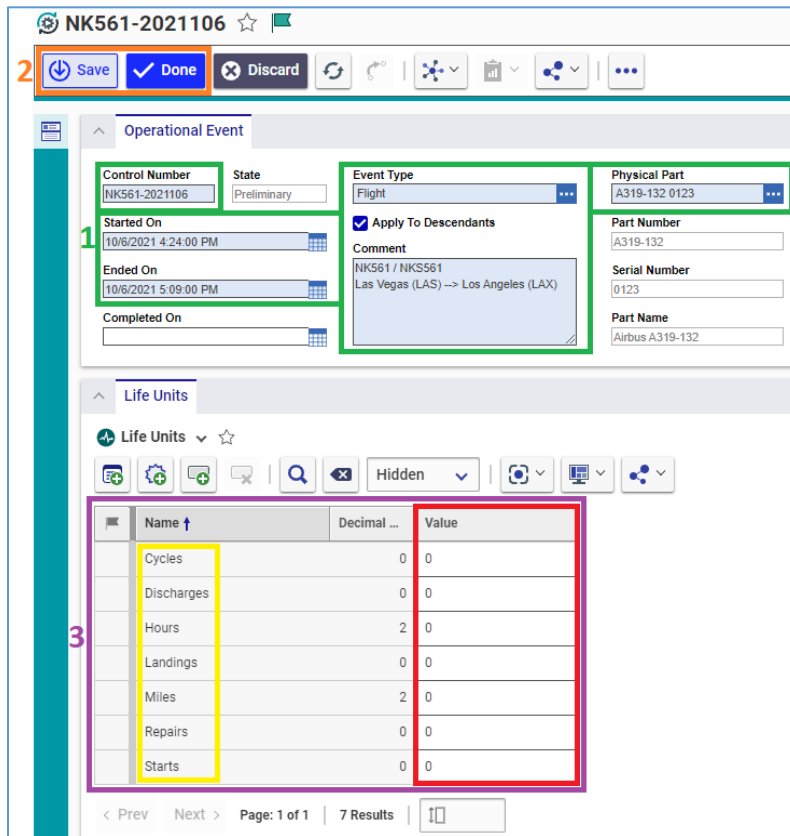 NK561-2021106
2
Save
Done
Discard
Operational Event
Control Number
State
Event Type
Physical Part
NK561-2021106
Preliminary
Flight
A319-132 0123
1
Started On
Apply To Descendants
Part Number
10/6/2021 4:24:00 PM
A319-132
Comment
Ended On
NK561 / NKS561
Las Vegas (LAS) --> Los Angeles (LAX)
Serial Number
10/6/2021 5:09:00 PM
0123
Completed On
Part Name
Airbus A319-132
Life Units
Life Units
Hidden
3
Name Decimal ... Value
Cycles 0 0
Discharges 0 0
Hours 2 0
Landings 0 0
Miles 2 0
Repairs 0 0
Starts 0 0
< Prev Next > Page: 1 of 1 7 Results